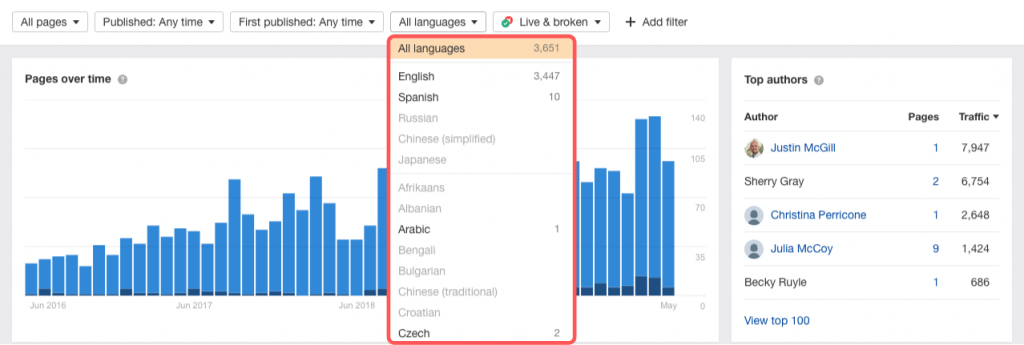 All pages
Published: Any time
First published: Any time
All languages
Live & broken
+ Add filter
All languages 3,651
English 3,447
Spanish 10
Russian
Chinese (simplified)
Japanese
Afrikaans
Albanian
Arabic 1
Bengali
Bulgarian
Chinese (traditional)
Croatian
Czech 2
Pages over time ?
140
105
70
35
0
Jun 2016
Jun 2017
Jun 2018
May
Top authors ?
Author Pages Traffic
Justin McGill 1 7,947
Sherry Gray 2 6,754
Christina Perricone 1 2,648
Julia McCoy 9 1,424
Becky Ruyle 1 686
View top 100